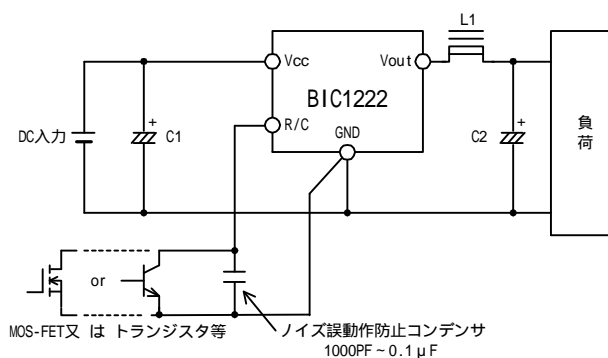 L1
Vcc
Vout
BIC1222
DC入力
+
C1
R/C
GND
C2
+
負荷
or
MOS-FET又 は トランジスタ等
ノイズ誤動作防止コンデンサ
1000PF~0.1μF